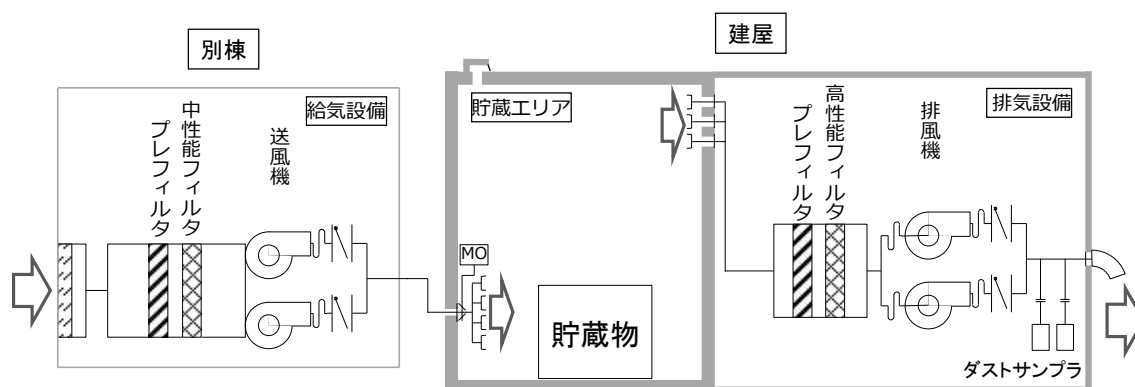 別棟
建屋
給気設備
中性能フィルタ
プレフィルタ
送風機
貯蔵エリア
MO
貯蔵物
高性能フィルタ
プレフィルタ
排風機
排気設備
ダストサンプラ